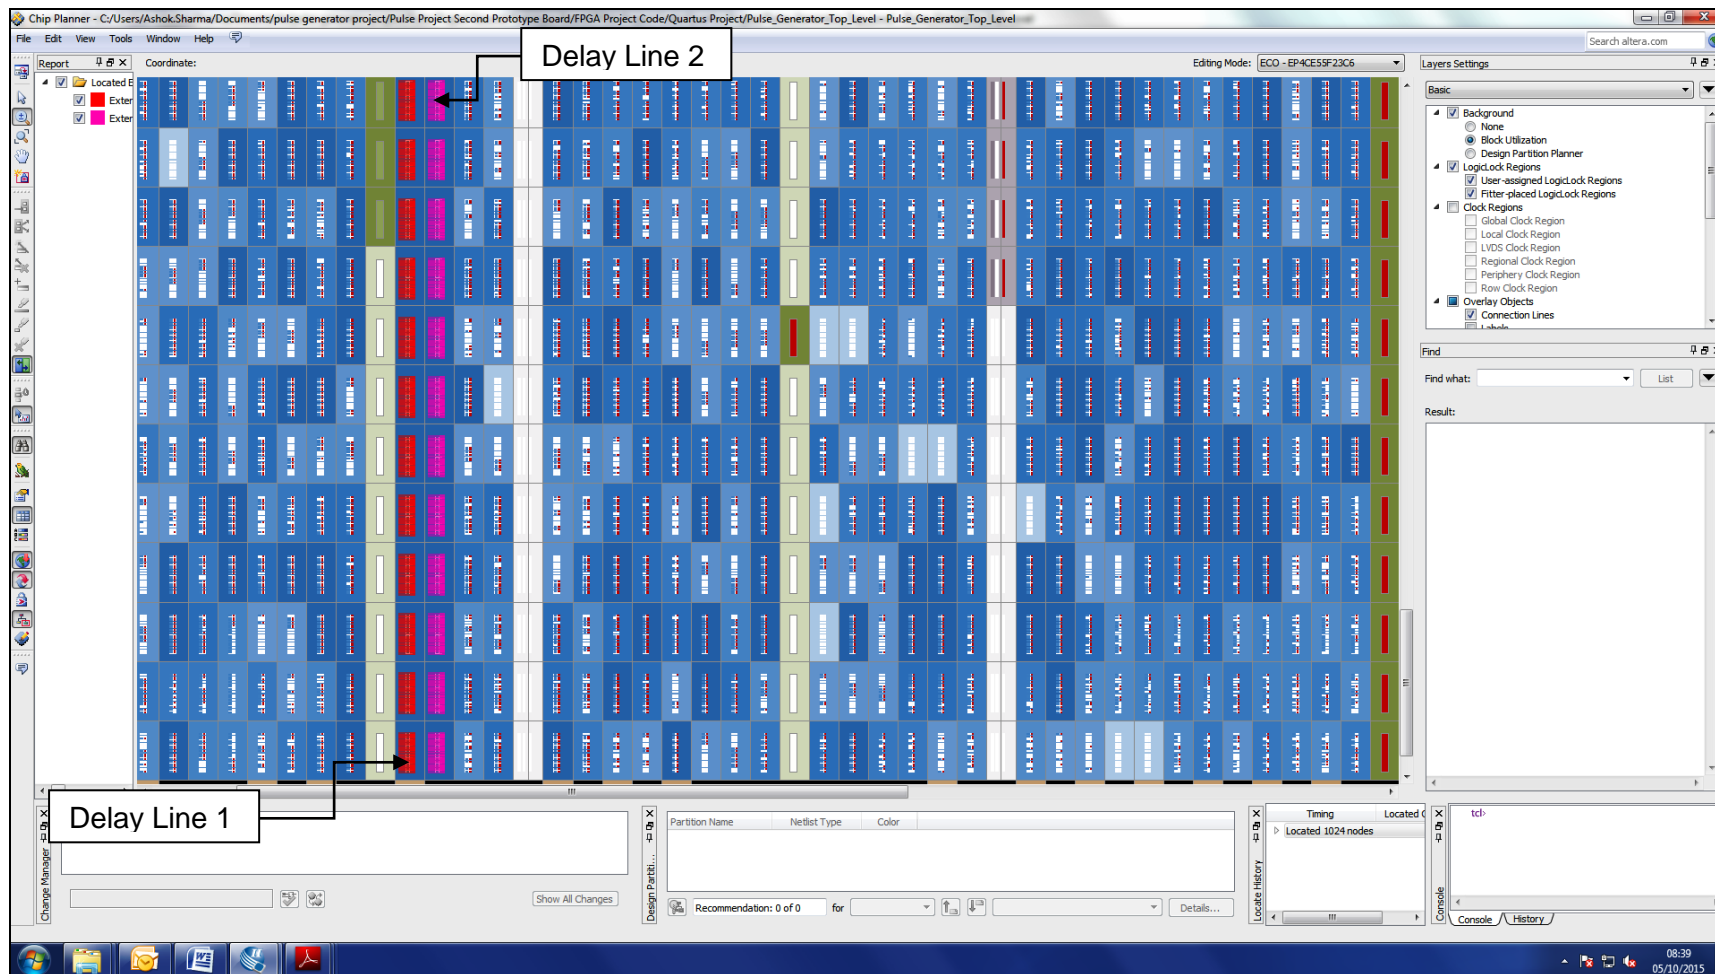 Chip Planner - C:/Users/Ashok.Sharma/Documents/pulse generator project/Pulse Project Second Prototype Board/FPGA Project Code/Quartus Project/Pulse_Generator_Top_Level - Pulse_Generator_Top_Level
File Edit View Tools Window Help
Search altera.com
Delay Line 2
Report
Coordinate:
Editing Mode: ECO - EP4CE55F23C6
Layers Settings
Located E
Exter
Exter
Basic
Background
None
Block Utilization
Design Partition Planner
LogicLock Regions
User-assigned LogicLock Regions
Fitter-placed LogicLock Regions
Clock Regions
Global Clock Region
Local Clock Region
LVDS Clock Region
Regional Clock Region
Periphery Clock Region
Row Clock Region
Overlay Objects
Connection Lines
Labels
Find
Find what:
List
Result:
Delay Line 1
Change Manager
Show All Changes
Design Partiti...
Partition Name Netlist Type Color
Recommendation: 0 of 0 for
Details...
Locate History
Timing Located
Located 1024 nodes
Console
tcl>
Console History
08:39
05/10/2015